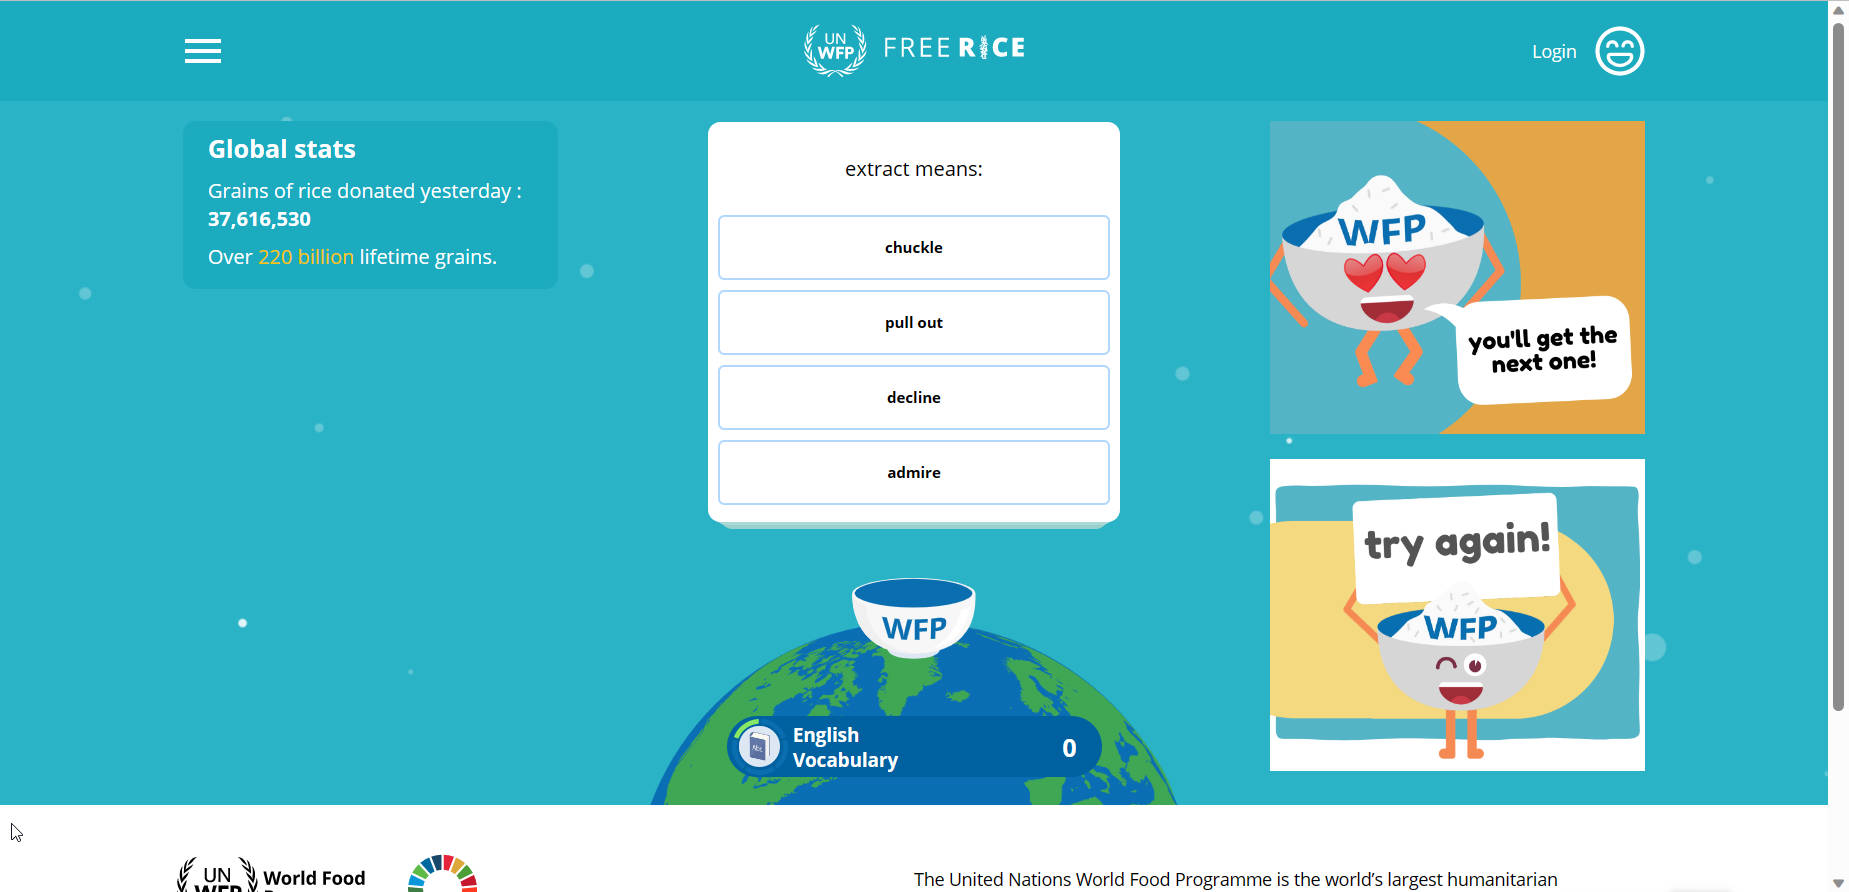 UN
WFP
FREE RICE
Login
Global stats
Grains of rice donated yesterday :
37,616,530
Over 220 billion lifetime grains.
extract means:
chuckle
pull out
decline
admire
WFP
you'll get the
next one!
try again!
WFP
WFP
Abc
English
Vocabulary
0
UN
WFP
World Food
The United Nations World Food Programme is the world's largest humanitarian